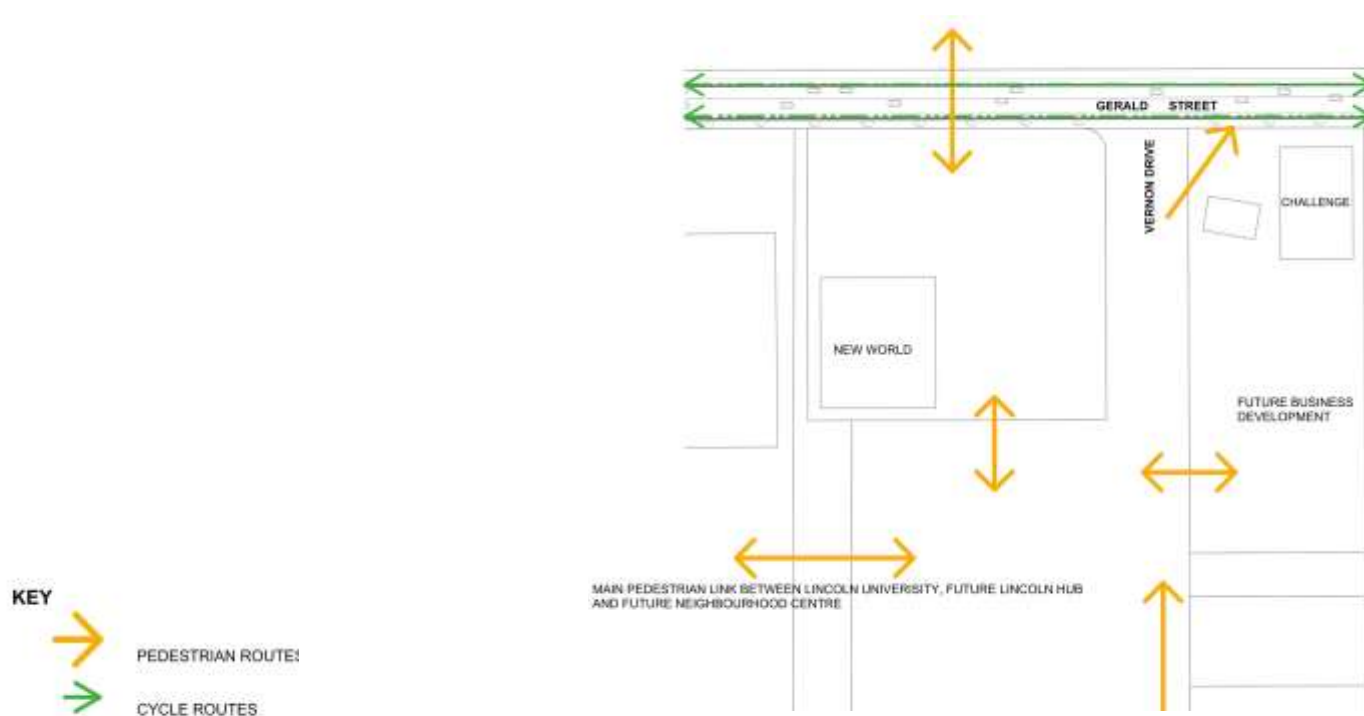 GERALD STREET
VERNON DRIVE
CHALLENGE
NEW WORLD
FUTURE BUSINESS
DEVELOPMENT
MAIN PEDESTRIAN LINK BETWEEN LINCOLN UNIVERISITY, FUTURE LINCOLN HUB
AND FUTURE NEIGHBOURHOOD CENTRE
KEY
PEDESTRIAN ROUTES
CYCLE ROUTES